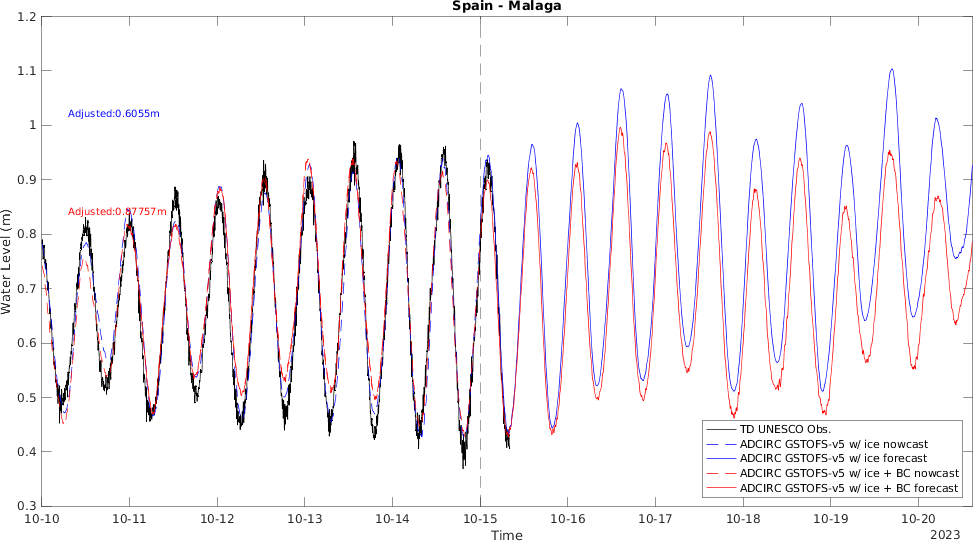 Spain - Malaga
1.2
1.1
1
0.9
0.8
0.7
0.6
0.5
0.4
0.3
Water Level (m)
Adjusted:0.6055m
Adjusted:0.87757m
TD UNESCO Obs.
ADCIRC GSTOFS-v5 w/ ice nowcast
ADCIRC GSTOFS-v5 w/ ice forecast
ADCIRC GSTOFS-v5 w/ ice + BC nowcast
ADCIRC GSTOFS-v5 w/ ice + BC forecast
10-10 10-11 10-12 10-13 10-14 10-15 10-16 10-17 10-18 10-19 10-20
Time
2023